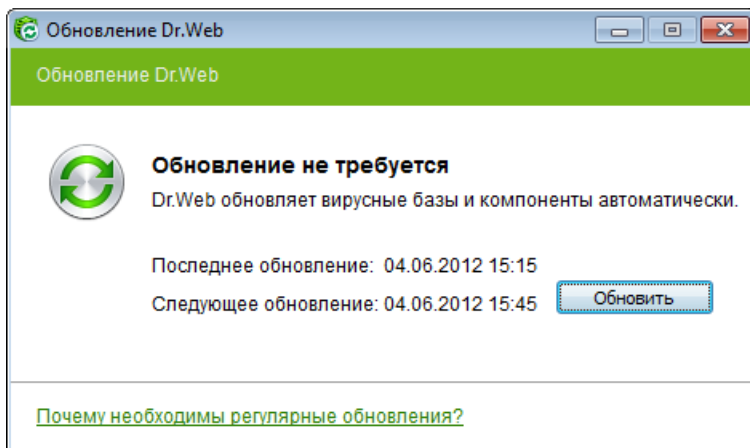 Обновление Dr.Web
Обновление Dr.Web
Обновление не требуется
Dr.Web обновляет вирусные базы и компоненты автоматически.
Последнее обновление: 04.06.2012 15:15
Следующее обновление: 04.06.2012 15:45 Обновить
Почему необходимы регулярные обновления?